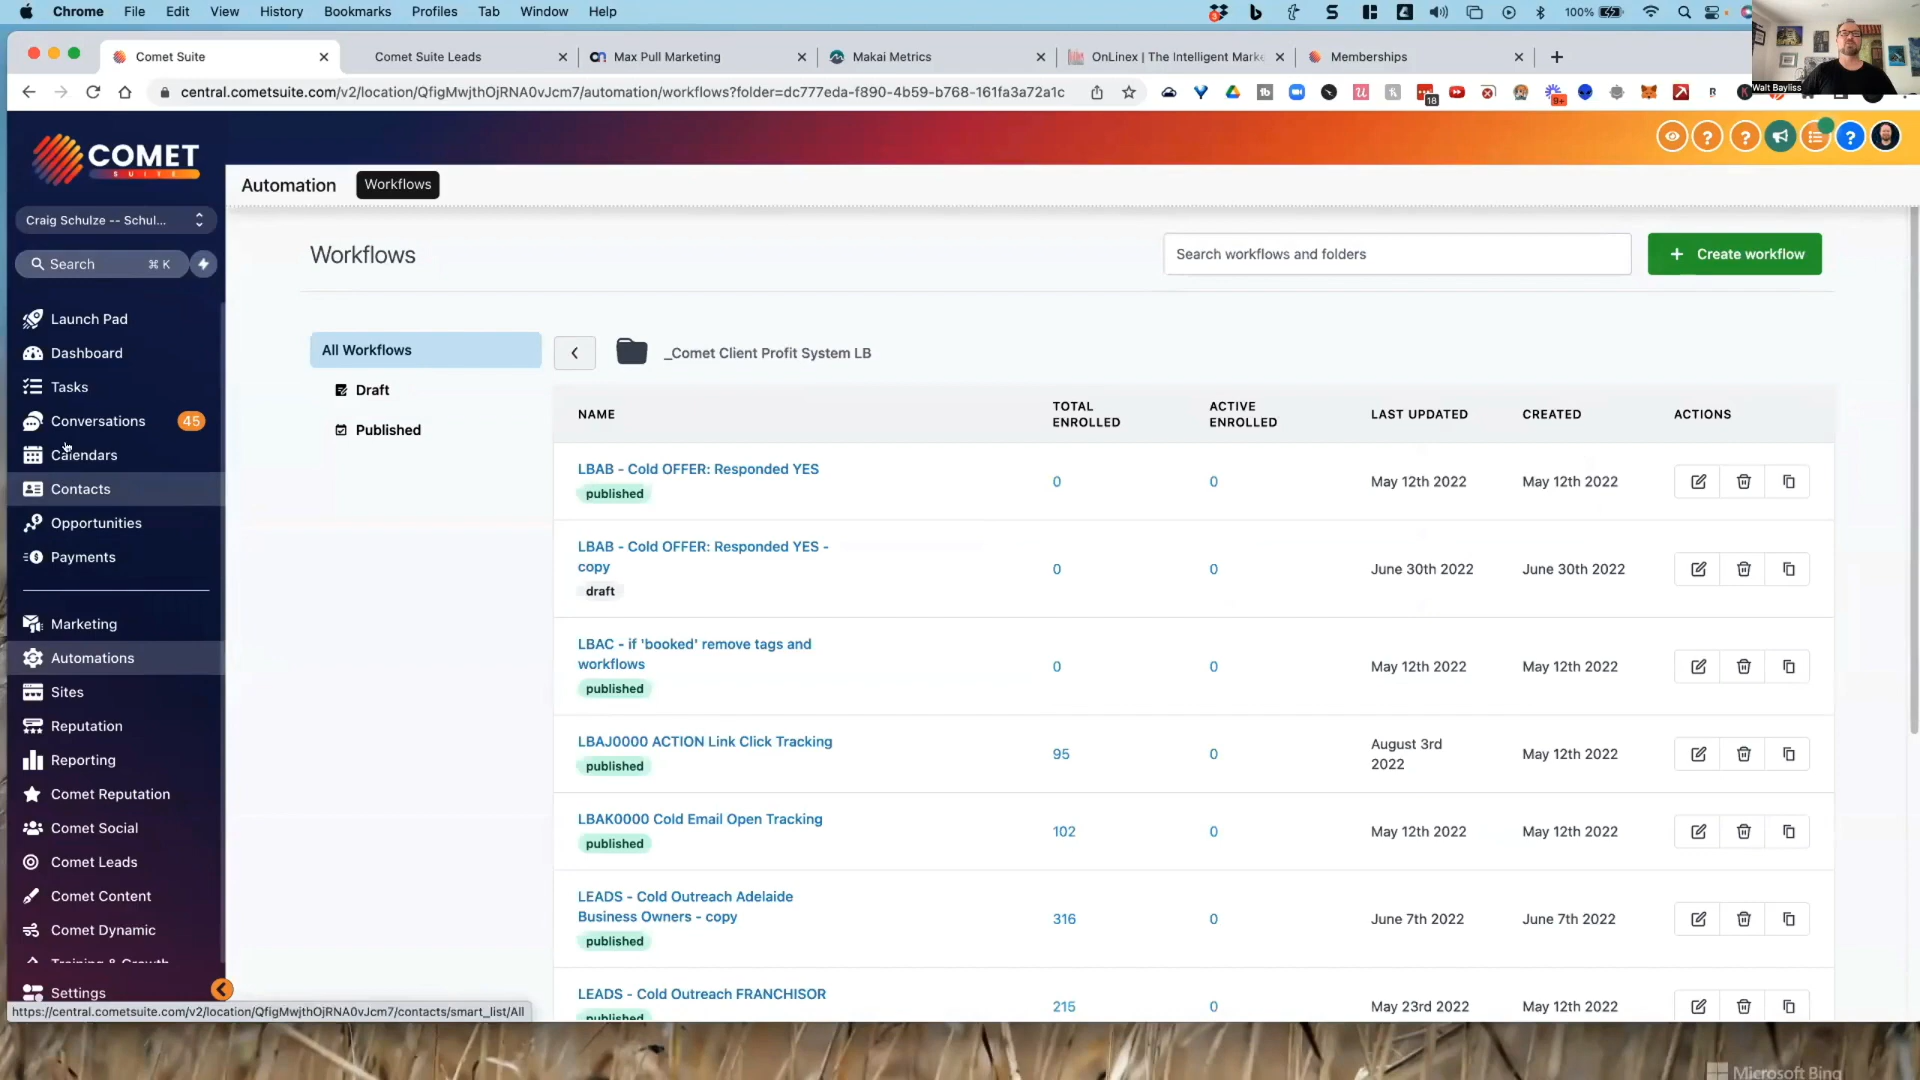 Chrome File Edit View History Bookmarks Profiles Tab Window Help 100%
Comet Suite Comet Suite Leads Max Pull Marketing Makai Metrics OnLinex | The Intelligent Marke Memberships
central.cometsuite.com/v2/location/QfigMwjthOjRNA0vJcm7/automation/workflows?folder=dc777eda-f890-4b59-b768-161fa3a72a1c
18
9+
Walt Bayliss
COMET
SUITE
Automation Workflows
Craig Schulze -- Schul...
Search ⌘ K
Launch Pad
Dashboard
Tasks
Conversations 45
Calendars
Contacts
Opportunities
Payments
Marketing
Automations
Sites
Reputation
Reporting
Comet Reputation
Comet Social
Comet Leads
Comet Content
Comet Dynamic
Training & Growth
Settings
Workflows
Search workflows and folders
+ Create workflow
All Workflows
Draft
Published
_Comet Client Profit System LB
NAME TOTAL ENROLLED ACTIVE ENROLLED LAST UPDATED CREATED ACTIONS
LBAB - Cold OFFER: Responded YES 0 0 May 12th 2022 May 12th 2022
published
LBAB - Cold OFFER: Responded YES -
copy 0 0 June 30th 2022 June 30th 2022
draft
LBAC - if 'booked' remove tags and
workflows 0 0 May 12th 2022 May 12th 2022
published
LBAJ0000 ACTION Link Click Tracking 95 0 August 3rd 2022 May 12th 2022
published
LBAK0000 Cold Email Open Tracking 102 0 May 12th 2022 May 12th 2022
published
LEADS - Cold Outreach Adelaide
Business Owners - copy 316 0 June 7th 2022 June 7th 2022
published
LEADS - Cold Outreach FRANCHISOR 215 0 May 23rd 2022 May 12th 2022
published
https://central.cometsuite.com/v2/location/QfigMwjthOjRNA0vJcm7/contacts/smart_list/All
Microsoft Bing